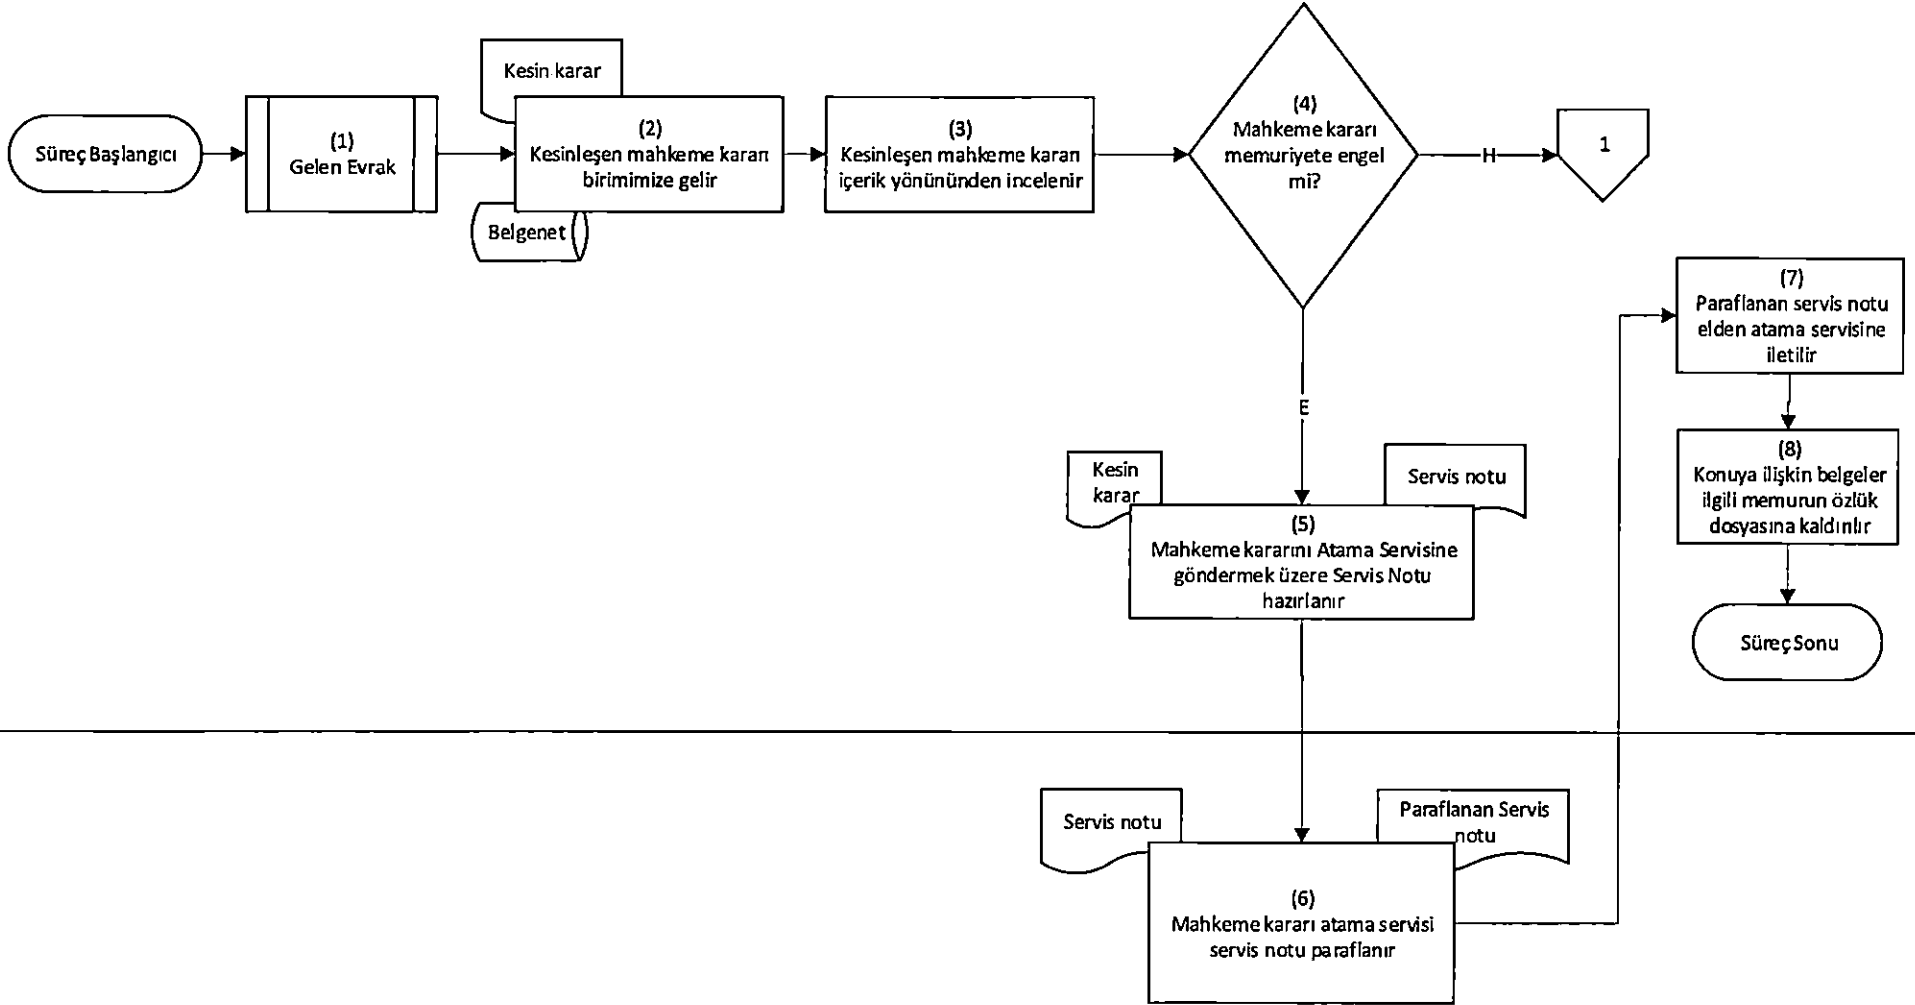 Süreç Başlangıcı
(1)
Gelen Evrak
Kesin karar
(2)
Kesinleşen mahkeme kararı
birimimize gelir
Belgenet
(3)
Kesinleşen mahkeme kararı
içerik yönününden incelenir
(4)
Mahkeme kararı
memuriyete engel
mi?
H
1
E
Kesin
karar
Servis notu
(5)
Mahkeme kararını Atama Servisine
göndermek üzere Servis Notu
hazırlanır
Servis notu
Paraflanan Servis
notu
(6)
Mahkeme kararı atama servisi
servis notu paraflanır
(7)
Paraflanan servis notu
elden atama servisine
iletilir
(8)
Konuya ilişkin belgeler
ilgili memurun özlük
dosyasına kaldırılır
Süreç Sonu